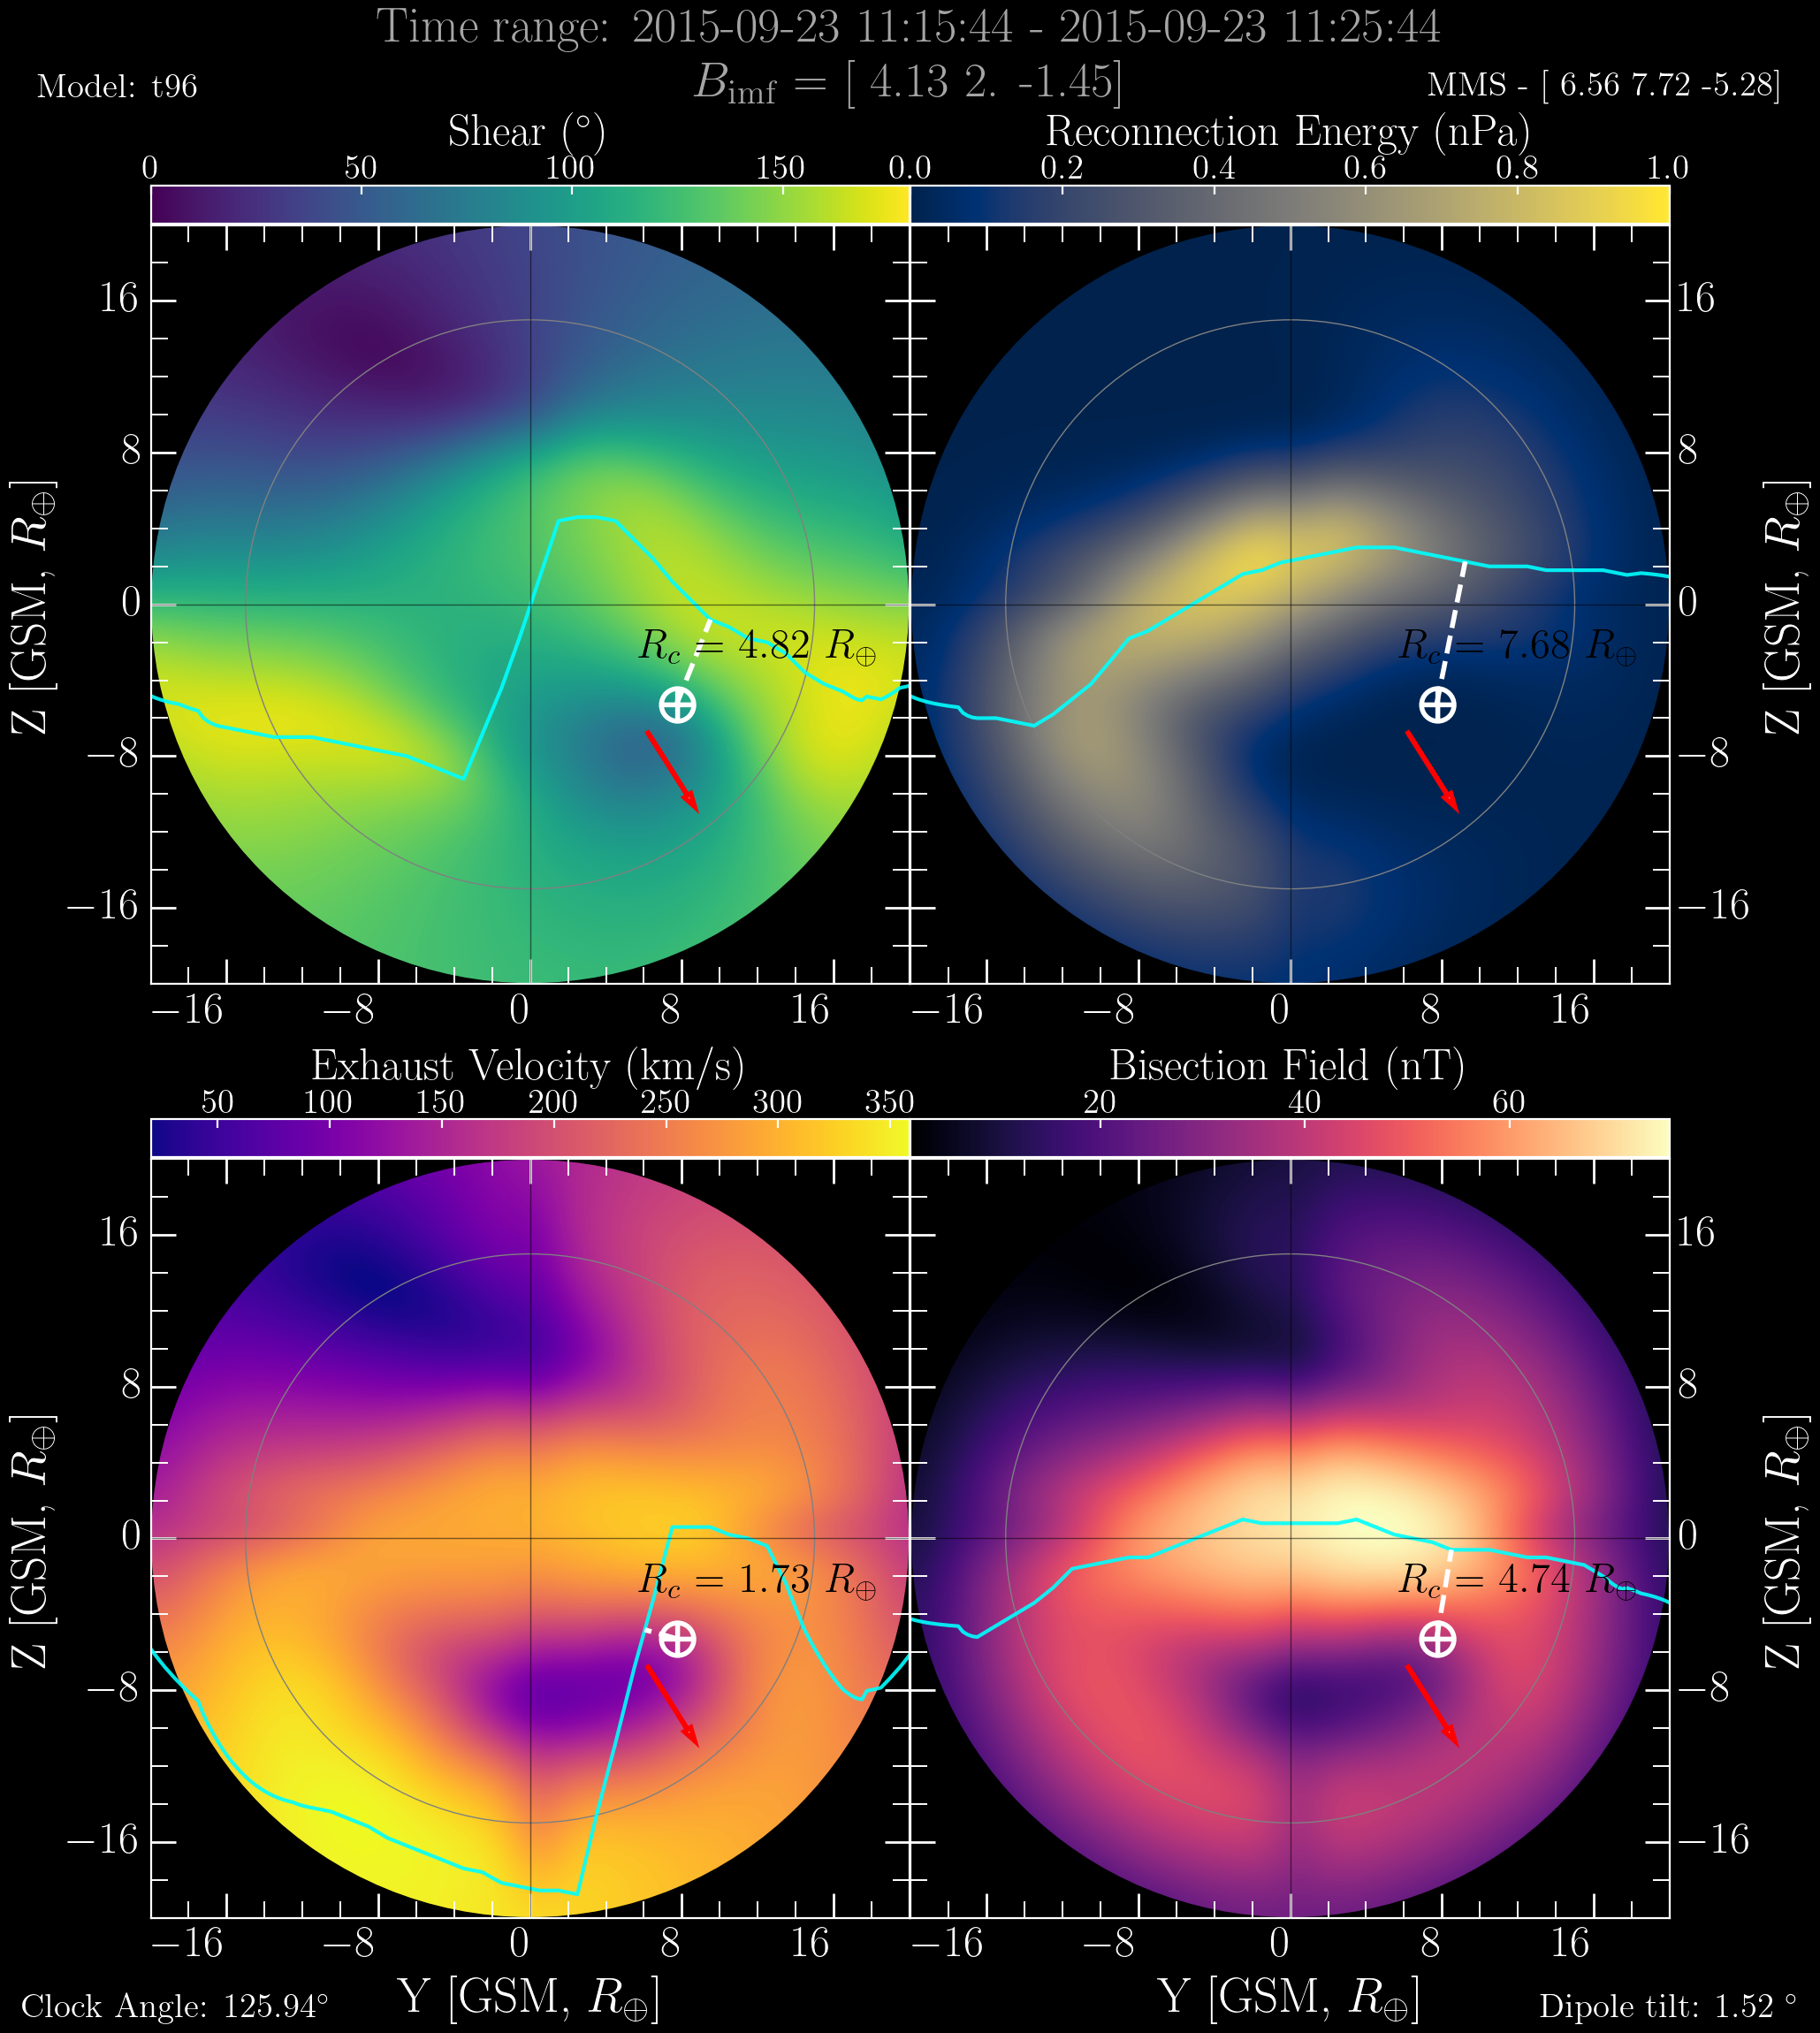 Time range: 2015-09-23 11:15:44 - 2015-09-23 11:25:44
Model: t96
B_imf = [ 4.13 2. -1.45]
MMS - [ 6.56 7.72 -5.28]
Shear (°)
Reconnection Energy (nPa)
0 50 100 150
0.0 0.2 0.4 0.6 0.8 1.0
Z [GSM, R⊕]
16
8
0
−8
−16
R_c = 4.82 R⊕
−16 −8 0 8 16
R_c = 7.68 R⊕
16
8
0
−8
−16
Z [GSM, R⊕]
−16 −8 0 8 16
Exhaust Velocity (km/s)
Bisection Field (nT)
50 100 150 200 250 300 350
20 40 60
Z [GSM, R⊕]
16
8
0
−8
−16
R_c = 1.73 R⊕
−16 −8 0 8 16
Y [GSM, R⊕]
R_c = 4.74 R⊕
16
8
0
−8
−16
Z [GSM, R⊕]
−16 −8 0 8 16
Y [GSM, R⊕]
Clock Angle: 125.94°
Dipole tilt: 1.52 °